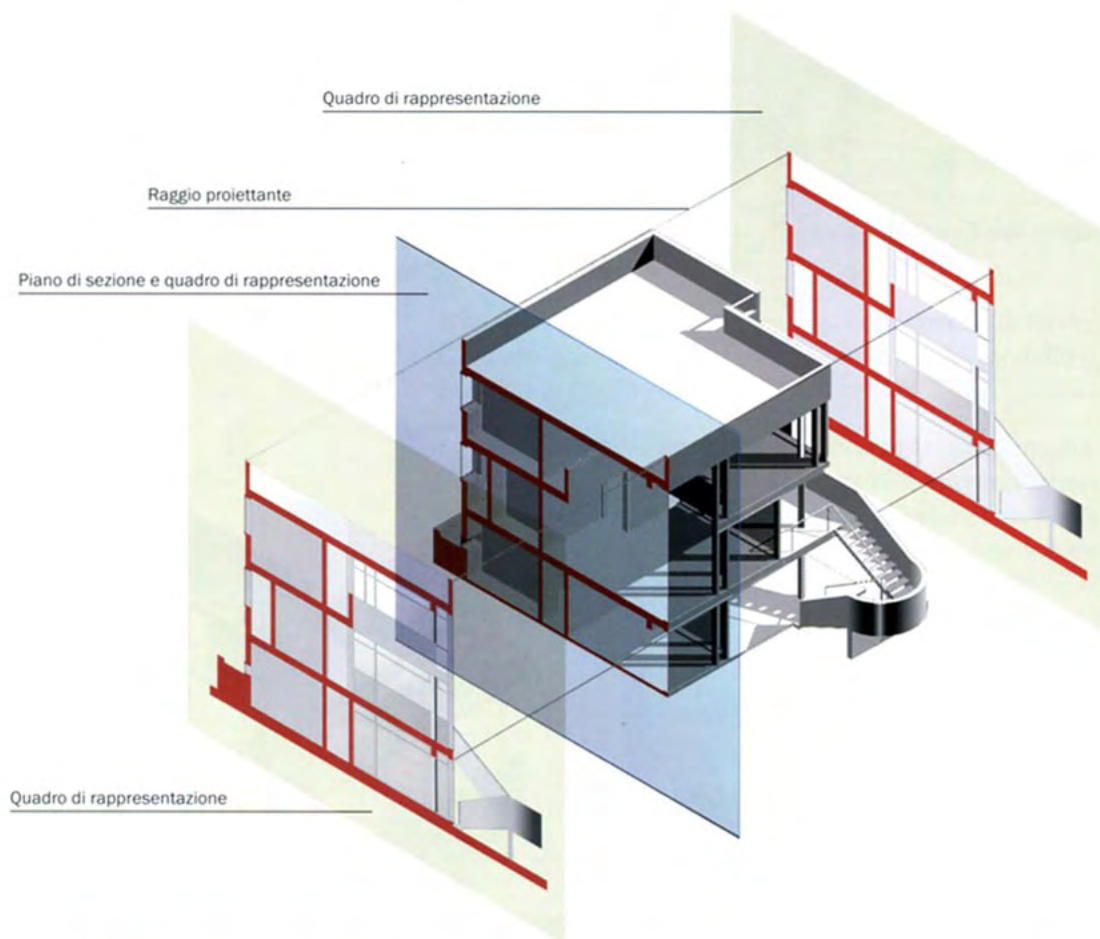 Quadro di rappresentazione
Raggio proiettante
Piano di sezione e quadro di rappresentazione
Quadro di rappresentazione